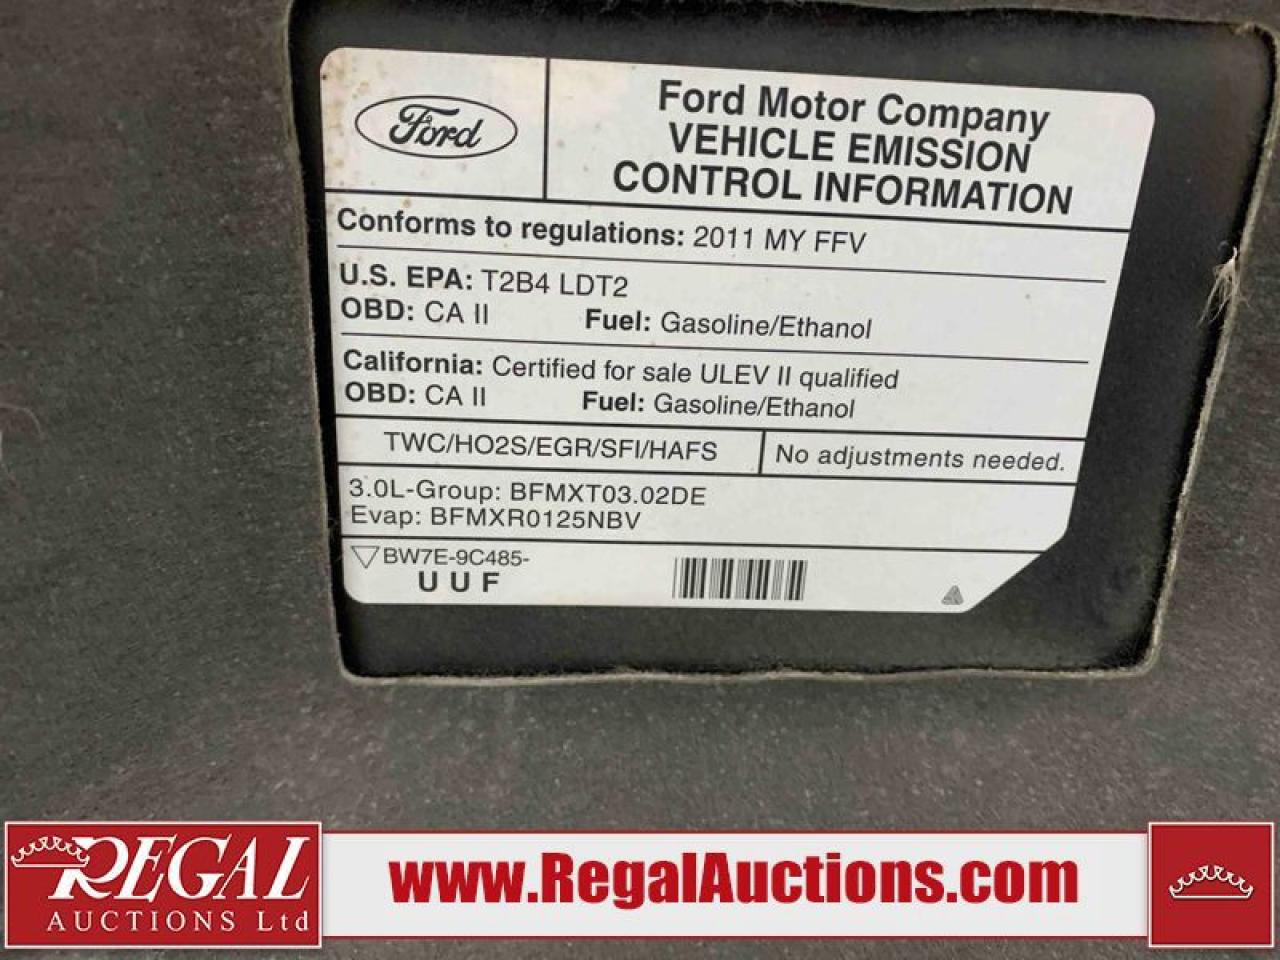 Ford
Ford Motor Company
VEHICLE EMISSION
CONTROL INFORMATION
Conforms to regulations: 2011 MY FFV
U.S. EPA: T2B4 LDT2
OBD: CA II Fuel: Gasoline/Ethanol
California: Certified for sale ULEV II qualified
OBD: CA II Fuel: Gasoline/Ethanol
TWC/HO2S/EGR/SFI/HAFS
No adjustments needed.
3.0L-Group: BFMXT03.02DE
Evap: BFMXR0125NBV
BW7E-9C485-
UUF
REGAL
AUCTIONS Ltd
www.RegalAuctions.com